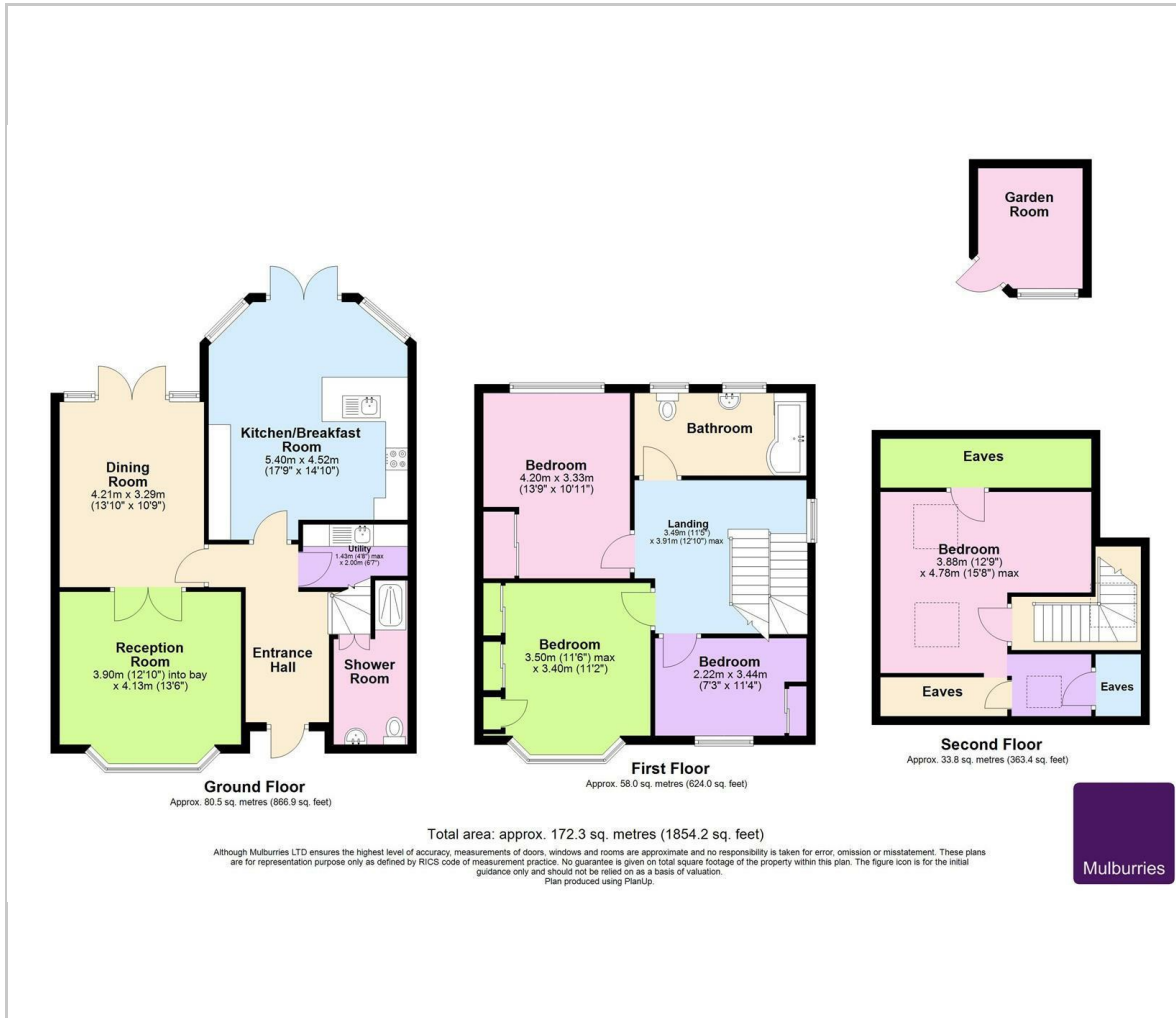 Garden
Room
Kitchen/Breakfast
Room
5.40m x 4.52m
(17'9" x 14'10")
Dining
Room
4.21m x 3.29m
(13'10" x 10'9")
Utility
1.43m (4'8") max
x 2.00m (6'7")
Reception
Room
3.90m (12'10") into bay
x 4.13m (13'6")
Entrance
Hall
Shower
Room
Ground Floor
Approx. 80.5 sq. metres (866.9 sq. feet)
Bedroom
4.20m x 3.33m
(13'9" x 10'11")
Bathroom
Landing
3.49m (11'5")
x 3.91m (12'10") max
Bedroom
3.50m (11'6") max
x 3.40m (11'2")
Bedroom
2.22m x 3.44m
(7'3" x 11'4")
First Floor
Approx. 58.0 sq. metres (624.0 sq. feet)
Eaves
Bedroom
3.88m (12'9")
x 4.78m (15'8") max
Eaves
Eaves
Second Floor
Approx. 33.8 sq. metres (363.4 sq. feet)
Total area: approx. 172.3 sq. metres (1854.2 sq. feet)
Although Mulburries LTD ensures the highest level of accuracy, measurements of doors, windows and rooms are approximate and no responsibility is taken for error, omission or misstatement. These plans
are for representation purpose only as defined by RICS code of measurement practice. No guarantee is given on total square footage of the property within this plan. The figure icon is for the initial
guidance only and should not be relied on as a basis of valuation.
Plan produced using PlanUp.
Mulburries